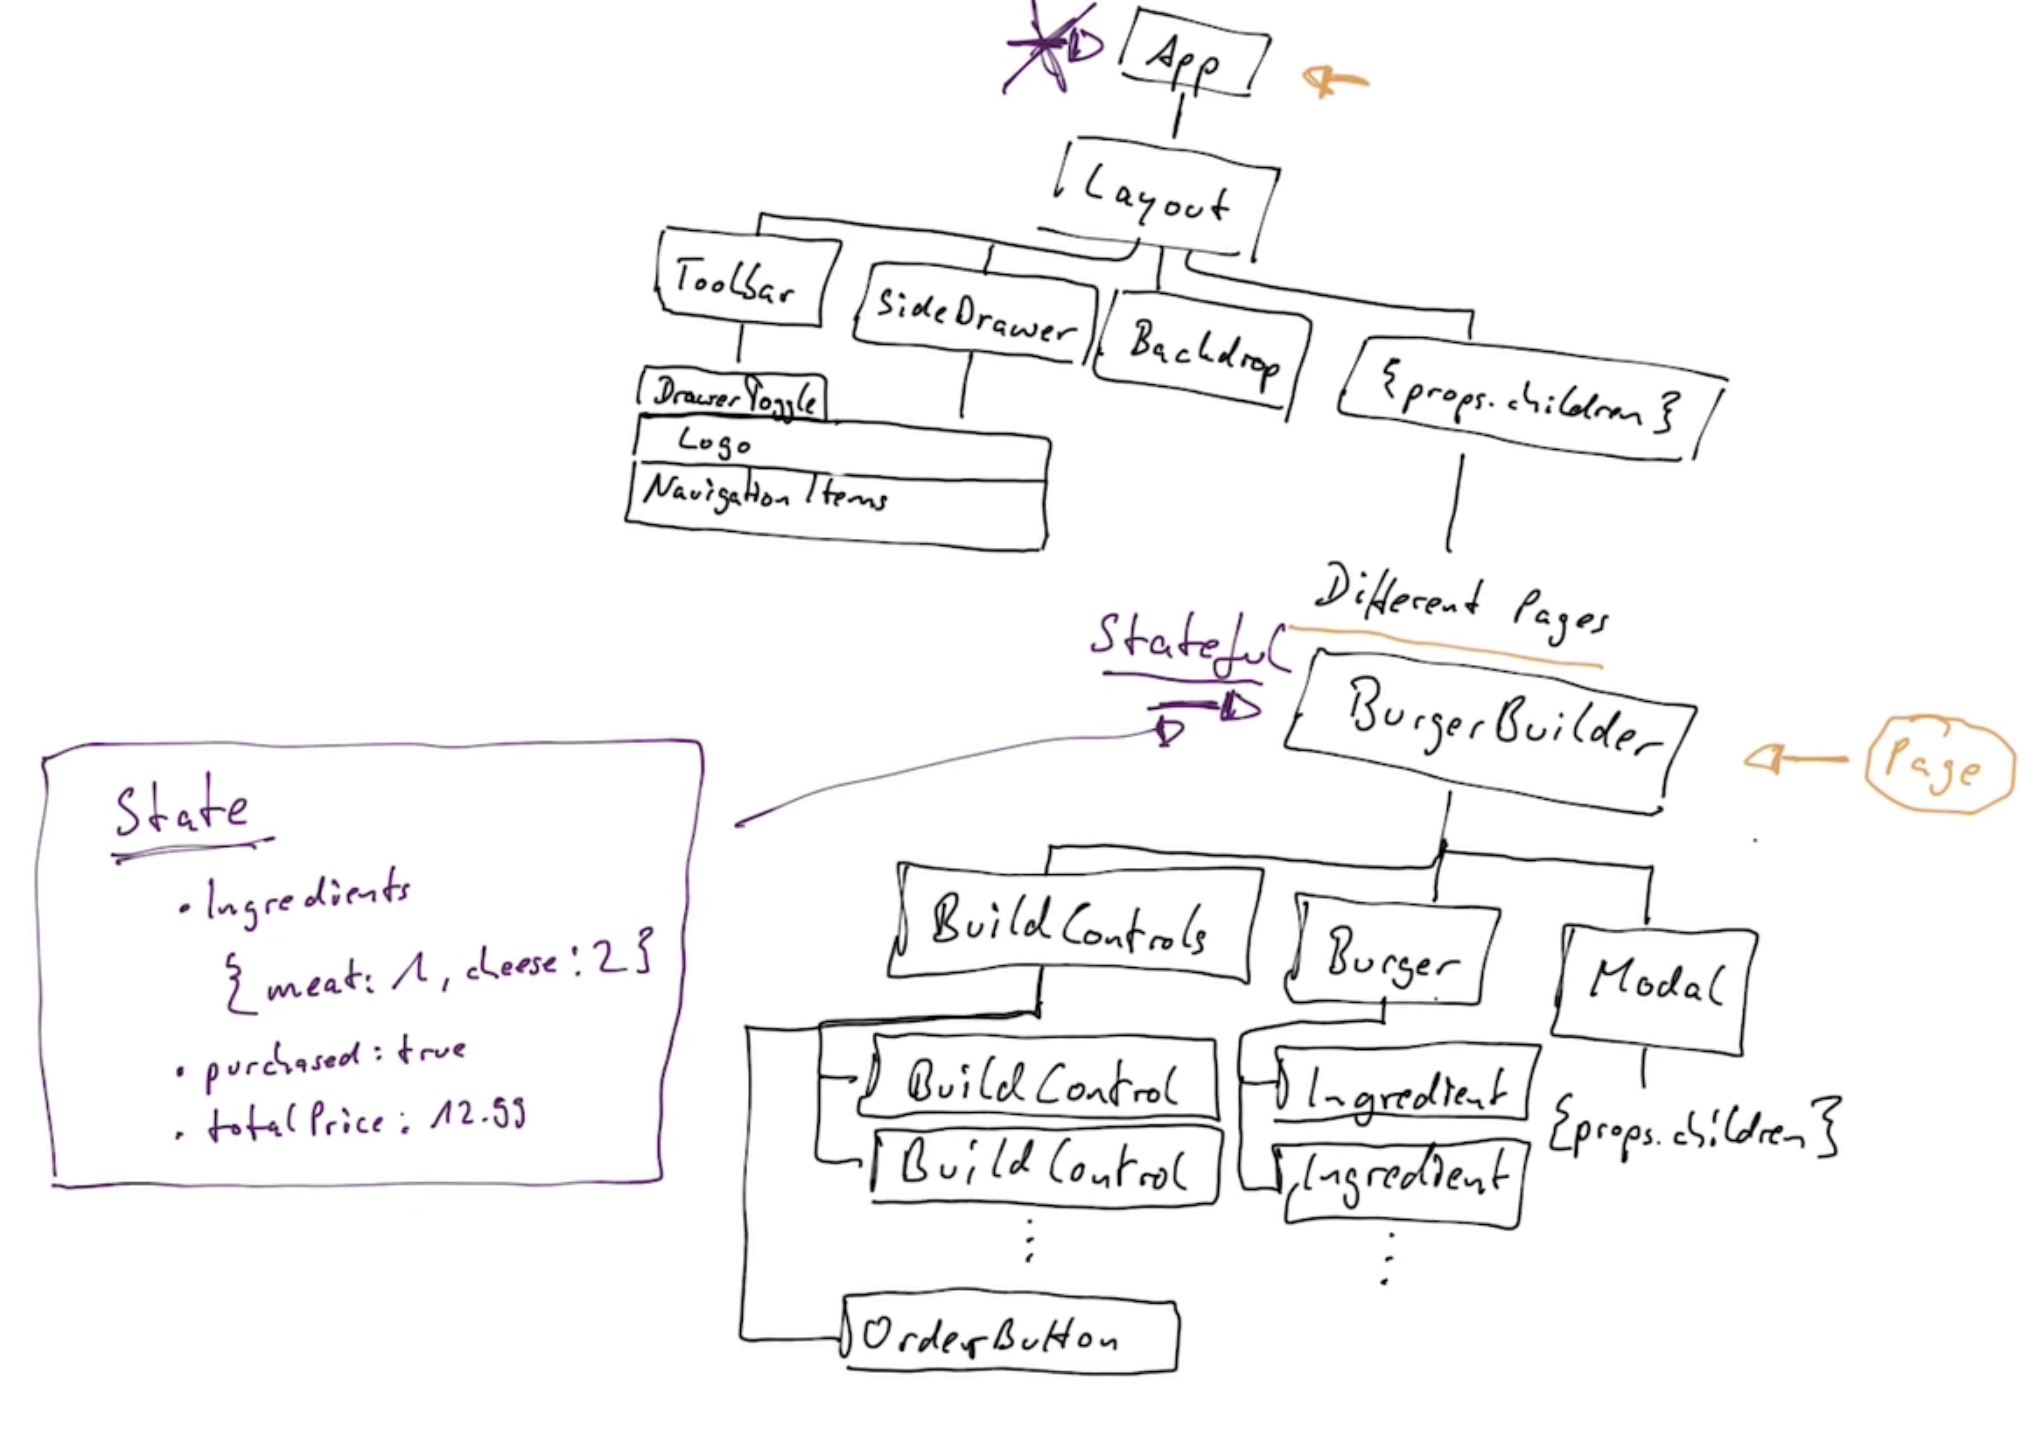 App
Layout
Toolbar
SideDrawer
Backdrop
{props.children}
DrawerToggle
Logo
Navigation Items
Different Pages
Stateful
BurgerBuilder
Page
State
• Ingredients
{ meat: 1, cheese: 2 }
• purchased: true
• totalPrice: 12.99
BuildControls
Burger
Modal
BuildControl
Ingredient
{props.children}
BuildControl
Ingredient
OrderButton